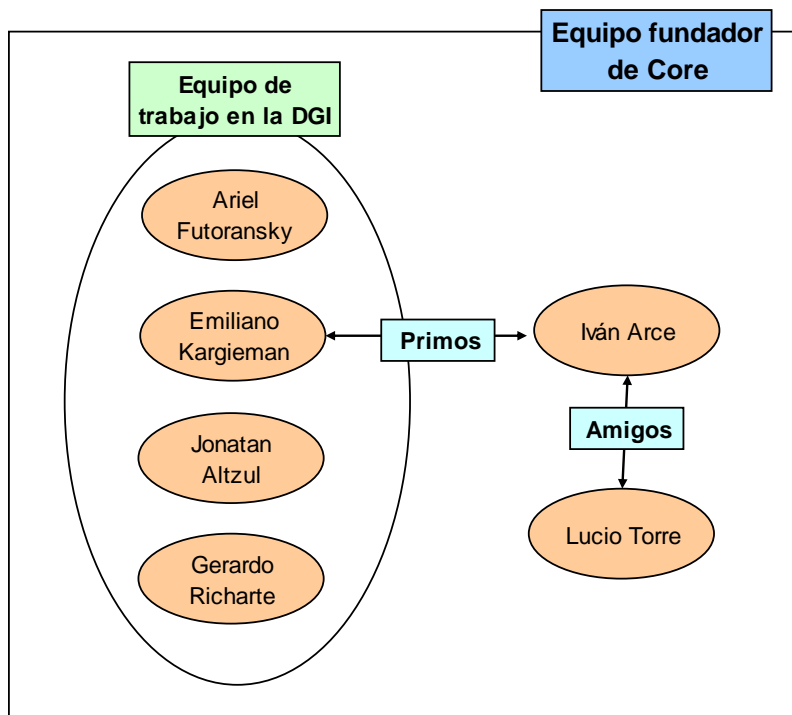 Equipo fundador
de Core
Equipo de
trabajo en la DGI
Ariel
Futoransky
Emiliano
Kargieman
Primos
Iván Arce
Amigos
Jonatan
Altzul
Lucio Torre
Gerardo
Richarte